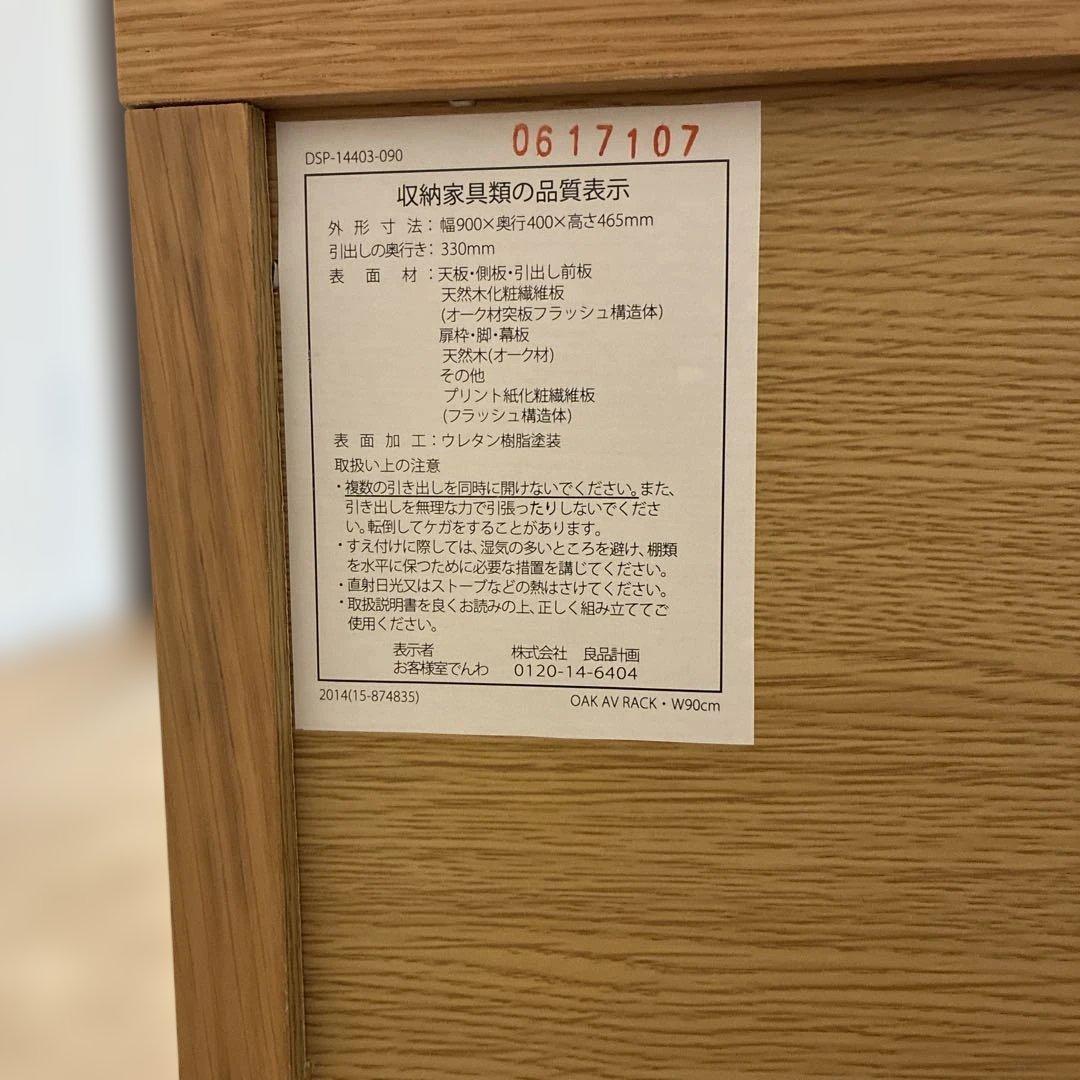 0617107
DSP-14403-090
収納家具類の品質表示
外形寸法:幅900×奥行400×高さ465mm
引出しの奥行き:330mm
表面材:天板・側板・引出し前板
天然木化粧繊維板
(オーク材突板フラッシュ構造体)
扉枠・脚・幕板
天然木(オーク材)
その他
プリント紙化粧繊維板
(フラッシュ構造体)
表面加工:ウレタン樹脂塗装
取扱い上の注意
・複数の引き出しを同時に開けないでください。また、
引き出しを無理な力で引張ったりしないでくださ
い。転倒してケガをすることがあります。
・すえ付けに際しては、湿気の多いところを避け、棚類
を水平に保つために必要な措置を講じてください。
・直射日光又はストーブなどの熱はさけてください。
・取扱説明書を良くお読みの上、正しく組み立ててご
使用ください。
表示者 株式会社 良品計画
お客様室でんわ 0120-14-6404
2014(15-874835) OAK AV RACK・W90cm